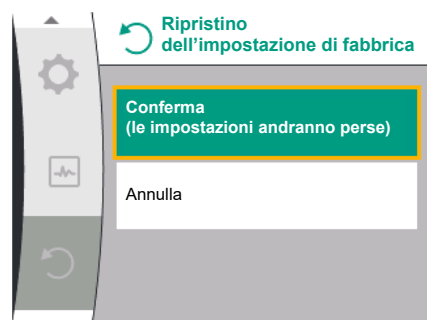 Ripristino
dell’impostazione di fabbrica
Conferma
(le impostazioni andranno perse)
Annulla